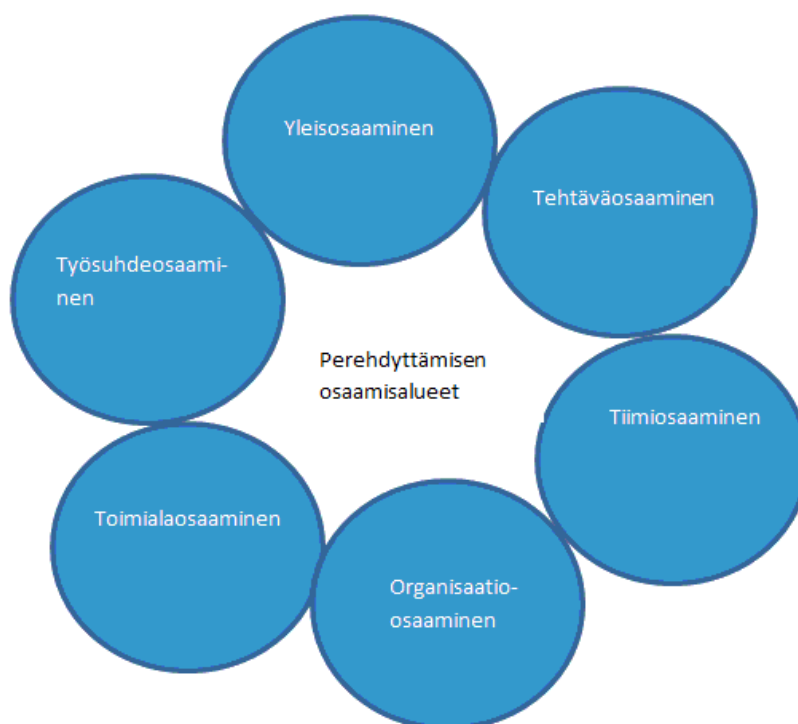 Yleisosaaminen
Tehtäväosaaminen
Työsuhdeosaami-
nen
Perehdyttämisen
osaamisalueet
Tiimiosaaminen
Toimialaosaaminen
Organisaatio-
osaaminen